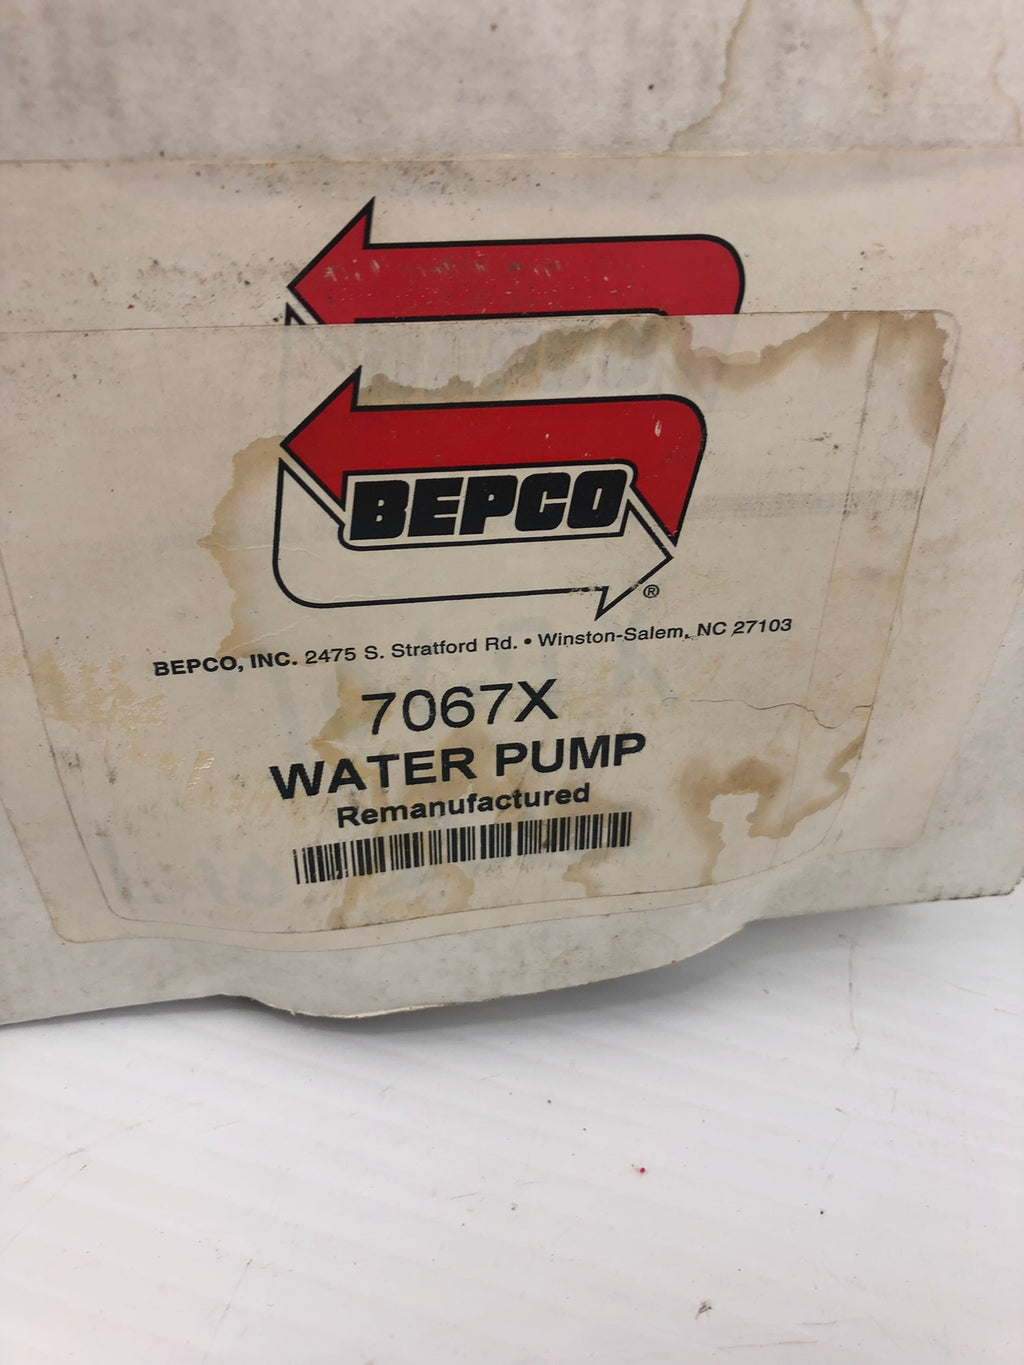 BEPCO
®
BEPCO, INC. 2475 S. Stratford Rd. • Winston-Salem, NC 27103
7067X
WATER PUMP
Remanufactured